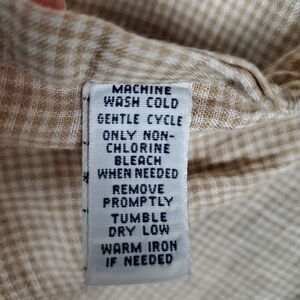 MACHINE
WASH COLD
GENTLE CYCLE
ONLY NON-
CHLORINE
BLEACH
WHEN NEEDED
REMOVE
PROMPTLY
TUMBLE
DRY LOW
WARM IRON
IF NEEDED